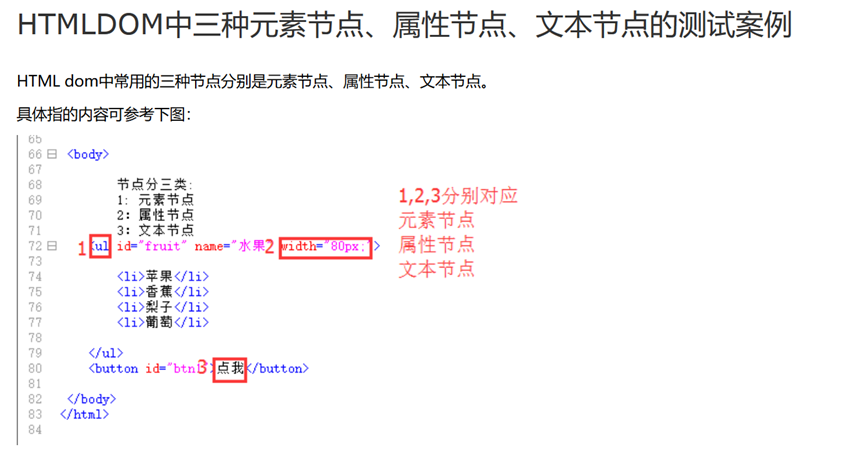 HTMLDOM中三种元素节点、属性节点、文本节点的测试案例
HTML dom中常用的三种节点分别是元素节点、属性节点、文本节点。
具体指的内容可参考下图：
65
66 <body>
67
68 节点分三类:
69 1: 元素节点
70 2: 属性节点
71 3: 文本节点
72 1 <ul id="fruit" name="水果" 2 width="80px;">
73
74 <li>苹果</li>
75 <li>香蕉</li>
76 <li>梨子</li>
77 <li>葡萄</li>
78
79 </ul>
80 <button id="btn1" 3 >点我</button>
81
82 </body>
83 </html>
84
1,2,3分别对应
元素节点
属性节点
文本节点